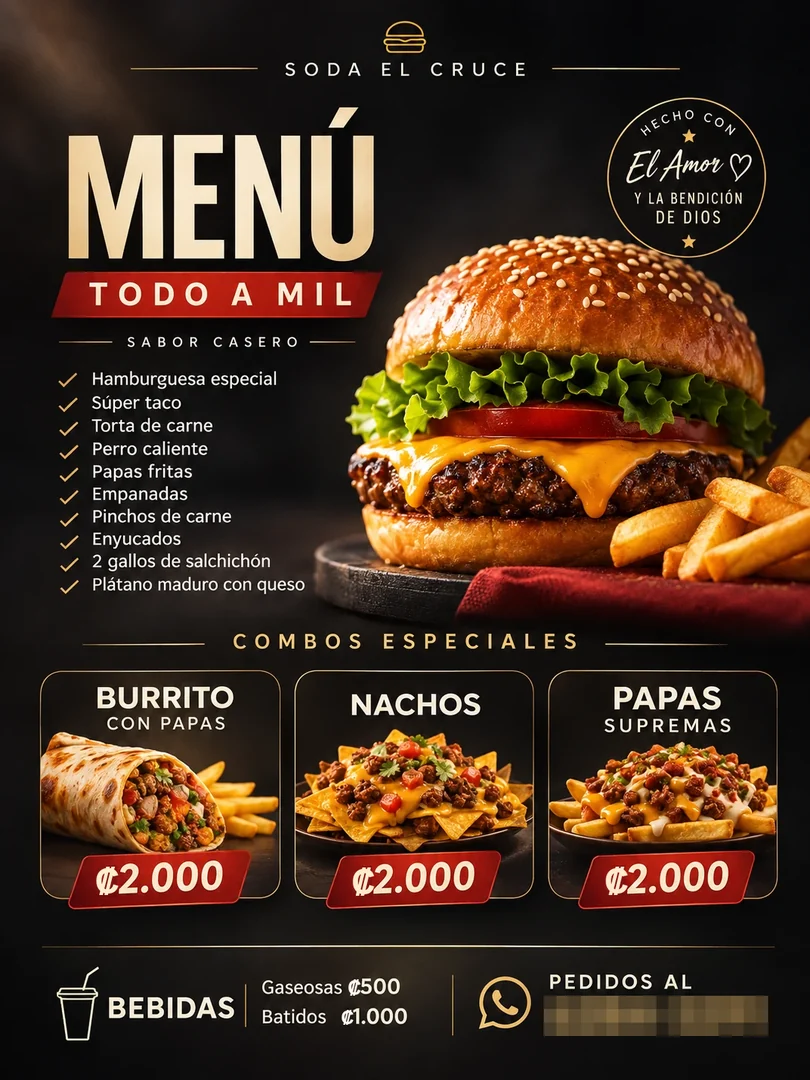 SODA EL CRUCE
MENÚ
TODO A MIL
SABOR CASERO
HECHO CON
El Amor
Y LA BENDICIÓN
DE DIOS
Hamburguesa especial
Súper taco
Torta de carne
Perro caliente
Papas fritas
Empanadas
Pinchos de carne
Enyucados
2 gallos de salchichón
Plátano maduro con queso
COMBOS ESPECIALES
BURRITO
CON PAPAS
₡2.000
NACHOS
₡2.000
PAPAS
SUPREMAS
₡2.000
BEBIDAS
Gaseosas ₡500
Batidos ₡1.000
PEDIDOS AL